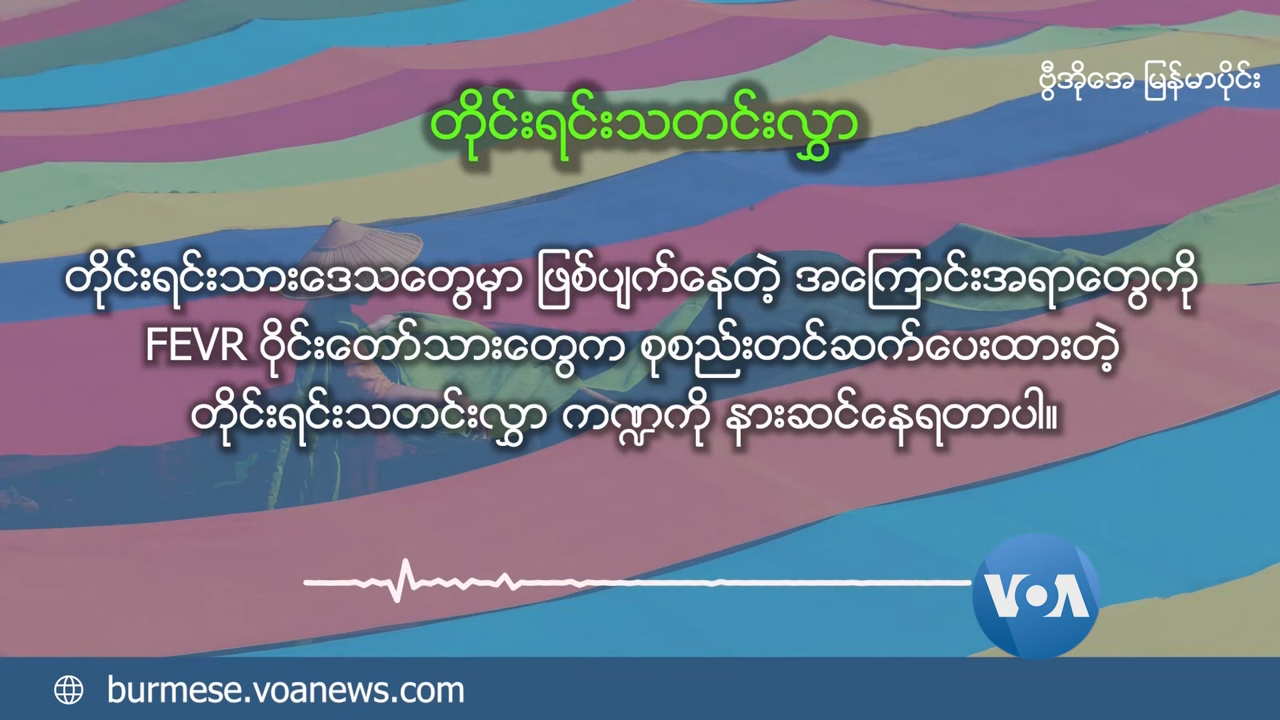 ဗွီအိုအေ မြန်မာပိုင်း
တိုင်းရင်းသတင်းလွှာ
တိုင်းရင်းသားဒေသတွေမှာ ဖြစ်ပျက်နေတဲ့ အကြောင်းအရာတွေကို
FEVR ဝိုင်းတော်သားတွေက စုစည်းတင်ဆက်ပေးထားတဲ့
တိုင်းရင်းသတင်းလွှာ ကဏ္ဍကို နားဆင်နေရတာပါ။
VOA
burmese.voanews.com